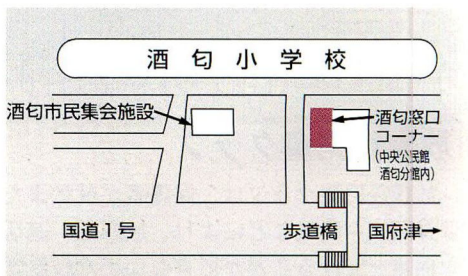 酒匂小学校
酒匂市民集会施設
酒匂窓口
コーナー
(中央公民館
酒匂分館内)
国道1号
歩道橋
国府津→